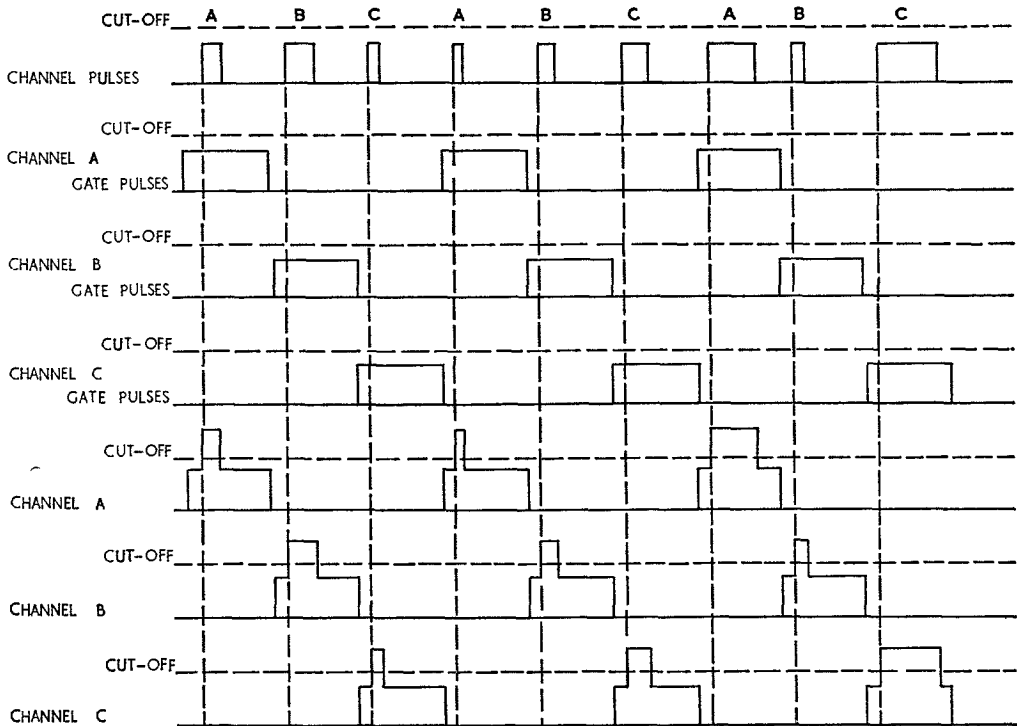 CUT-OFF A B C A B C A B C
CHANNEL PULSES
CUT-OFF
CHANNEL A
GATE PULSES
CUT-OFF
CHANNEL B
GATE PULSES
CUT-OFF
CHANNEL C
GATE PULSES
CUT-OFF
CHANNEL A
CUT-OFF
CHANNEL B
CUT-OFF
CHANNEL C